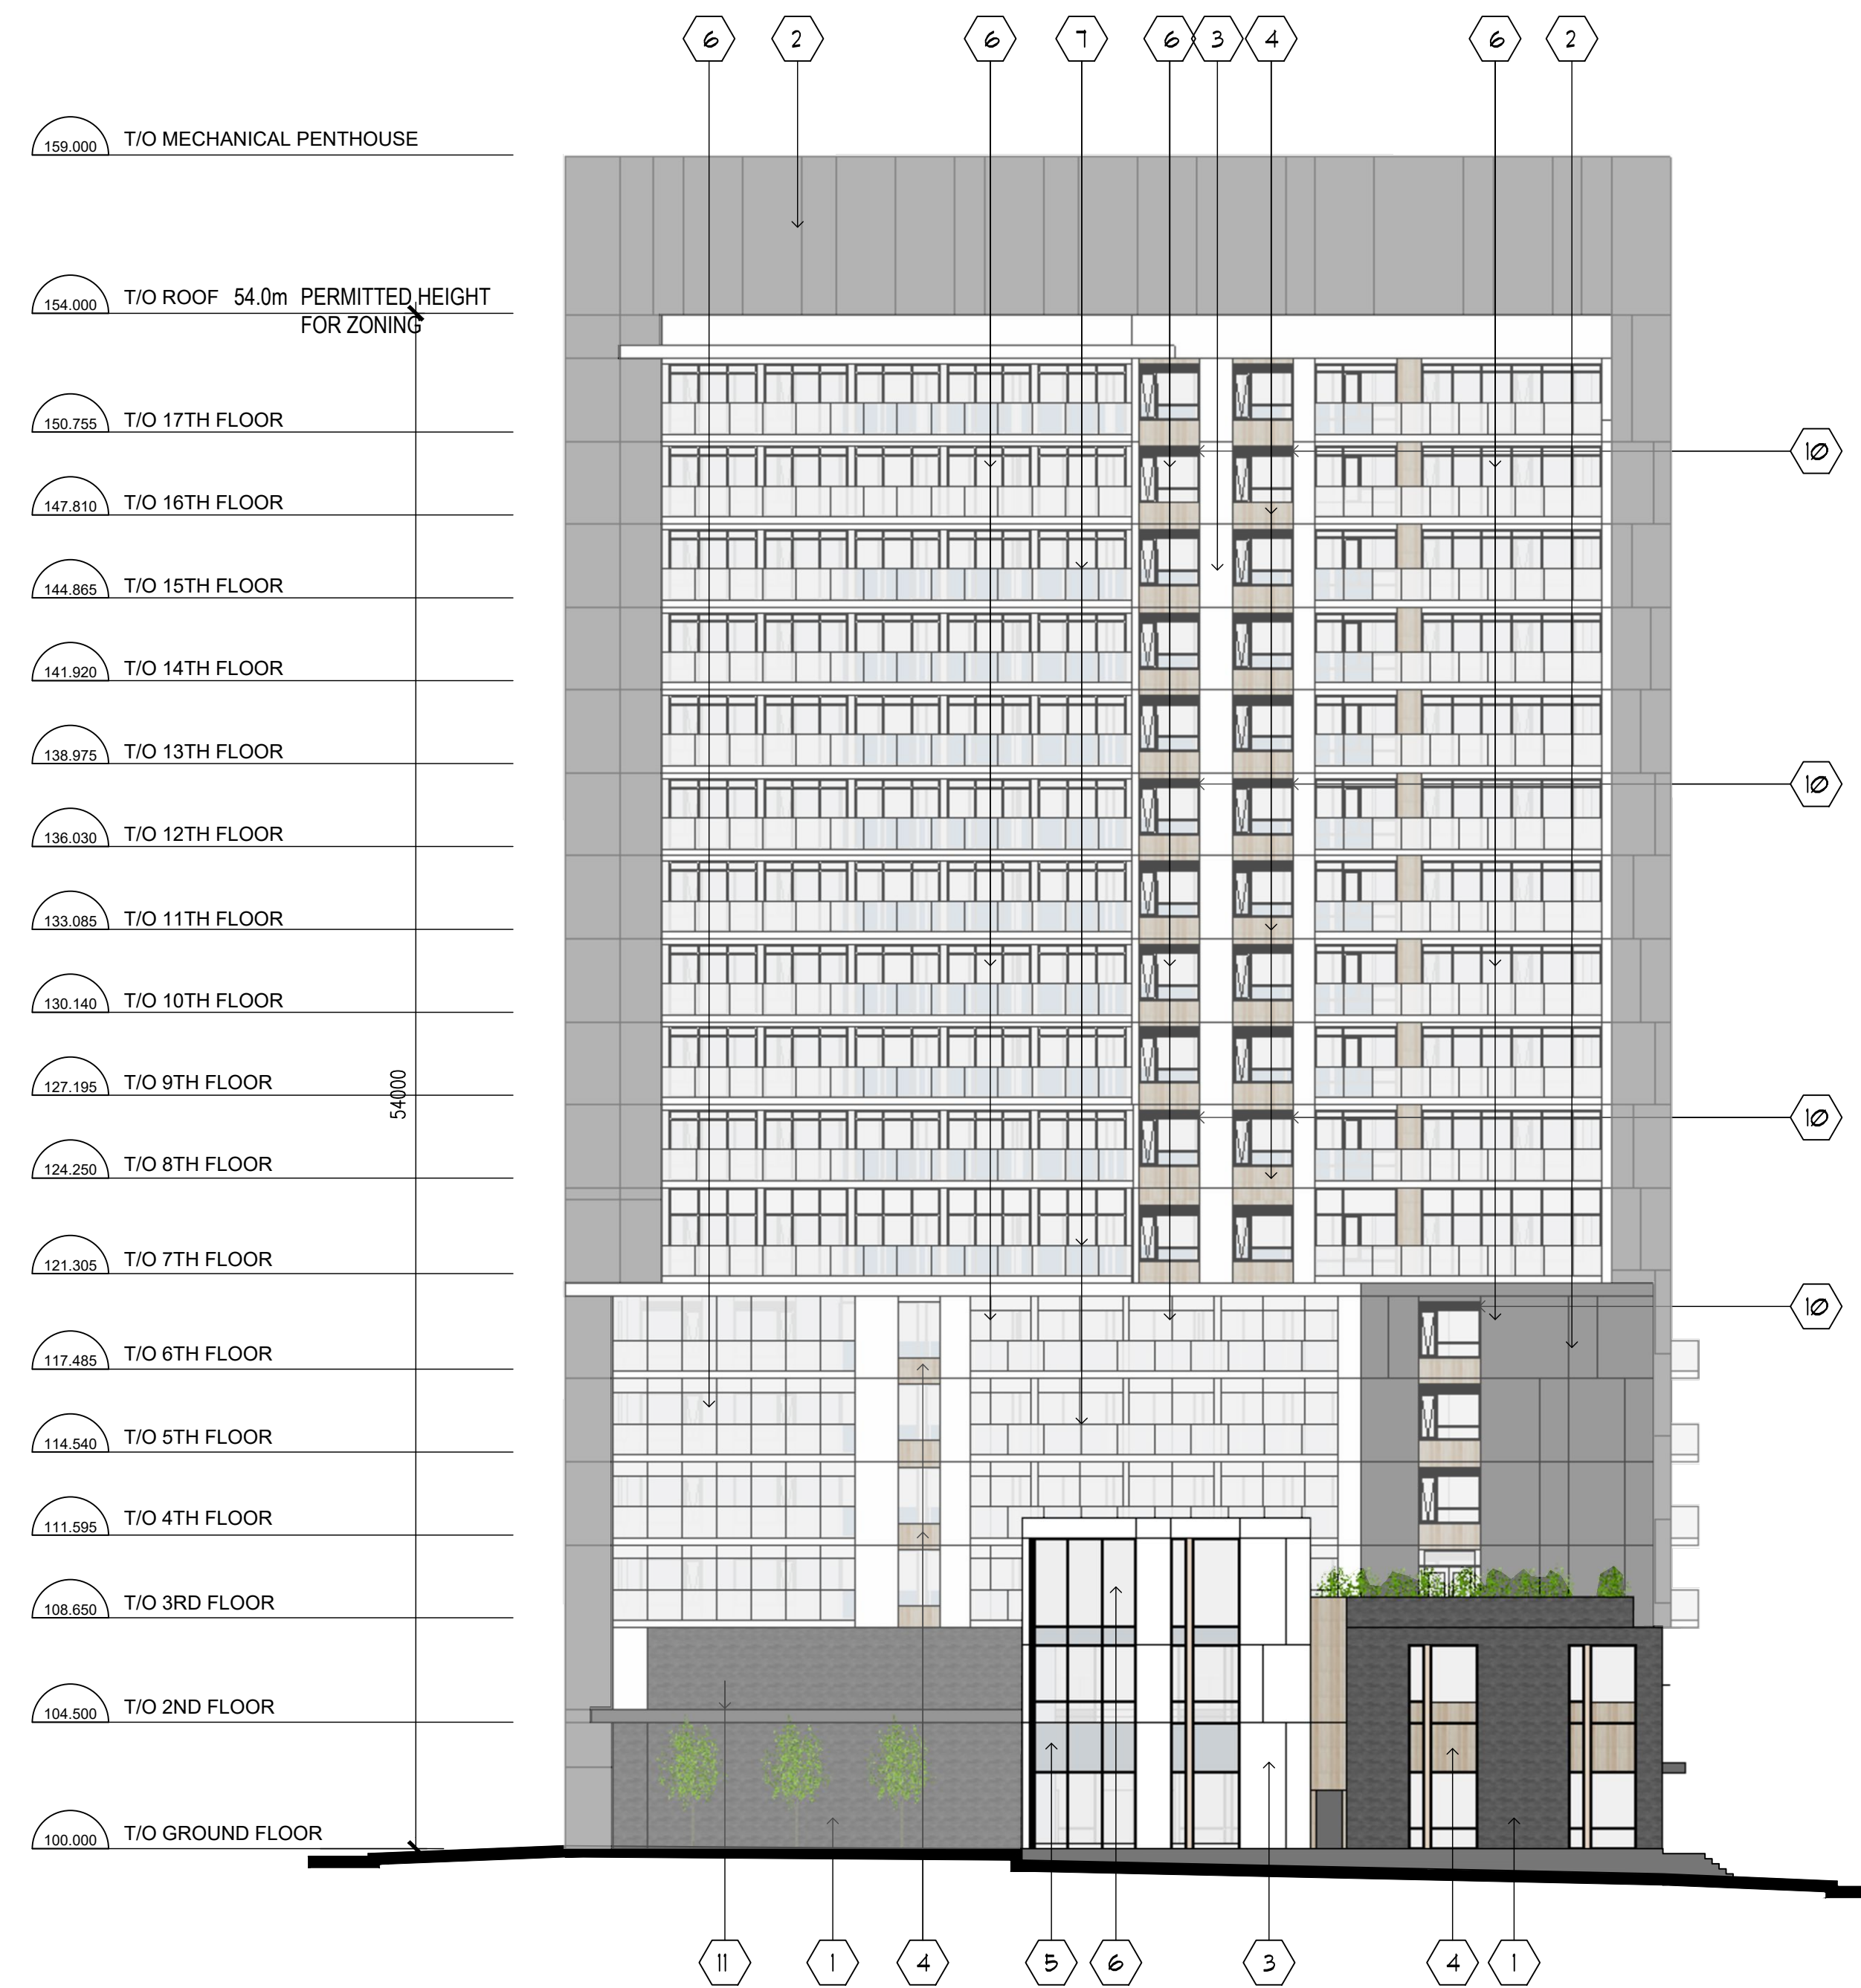 6 2 6 7 6 3 4 6 2
159.000 T/O MECHANICAL PENTHOUSE
154.000 T/O ROOF 54.0m PERMITTED HEIGHT
FOR ZONING
150.755 T/O 17TH FLOOR
10
147.810 T/O 16TH FLOOR
144.865 T/O 15TH FLOOR
141.920 T/O 14TH FLOOR
138.975 T/O 13TH FLOOR
10
136.030 T/O 12TH FLOOR
133.085 T/O 11TH FLOOR
130.140 T/O 10TH FLOOR
127.195 T/O 9TH FLOOR
54000
10
124.250 T/O 8TH FLOOR
121.305 T/O 7TH FLOOR
10
117.485 T/O 6TH FLOOR
114.540 T/O 5TH FLOOR
111.595 T/O 4TH FLOOR
108.650 T/O 3RD FLOOR
104.500 T/O 2ND FLOOR
100.000 T/O GROUND FLOOR
11 1 4 5 6 3 4 1